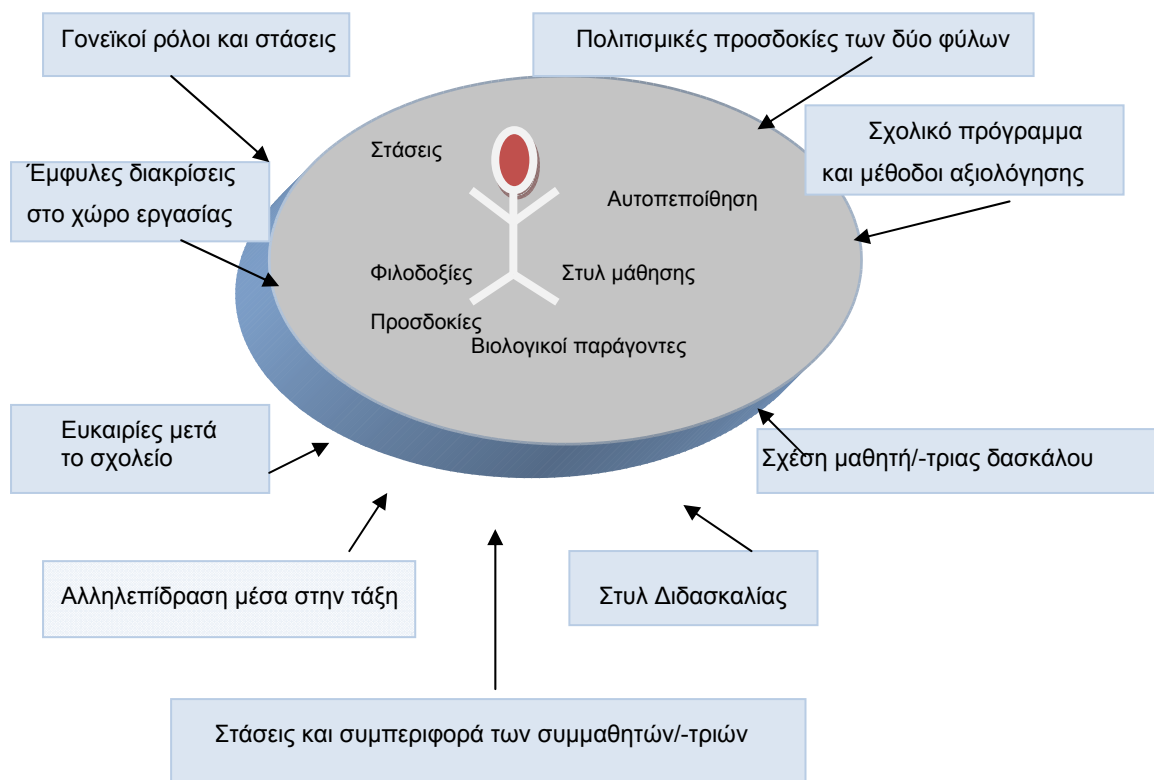 Γονεϊκοί ρόλοι και στάσεις
Πολιτισμικές προσδοκίες των δύο φύλων
Σχολικό πρόγραμμα
και μέθοδοι αξιολόγησης
Στάσεις
Έμφυλες διακρίσεις
στο χώρο εργασίας
Αυτοπεποίθηση
Φιλοδοξίες
Στυλ μάθησης
Προσδοκίες
Βιολογικοί παράγοντες
Ευκαιρίες μετά
το σχολείο
Σχέση μαθητή/-τριας δασκάλου
Αλληλεπίδραση μέσα στην τάξη
Στυλ Διδασκαλίας
Στάσεις και συμπεριφορά των συμμαθητών/-τριών